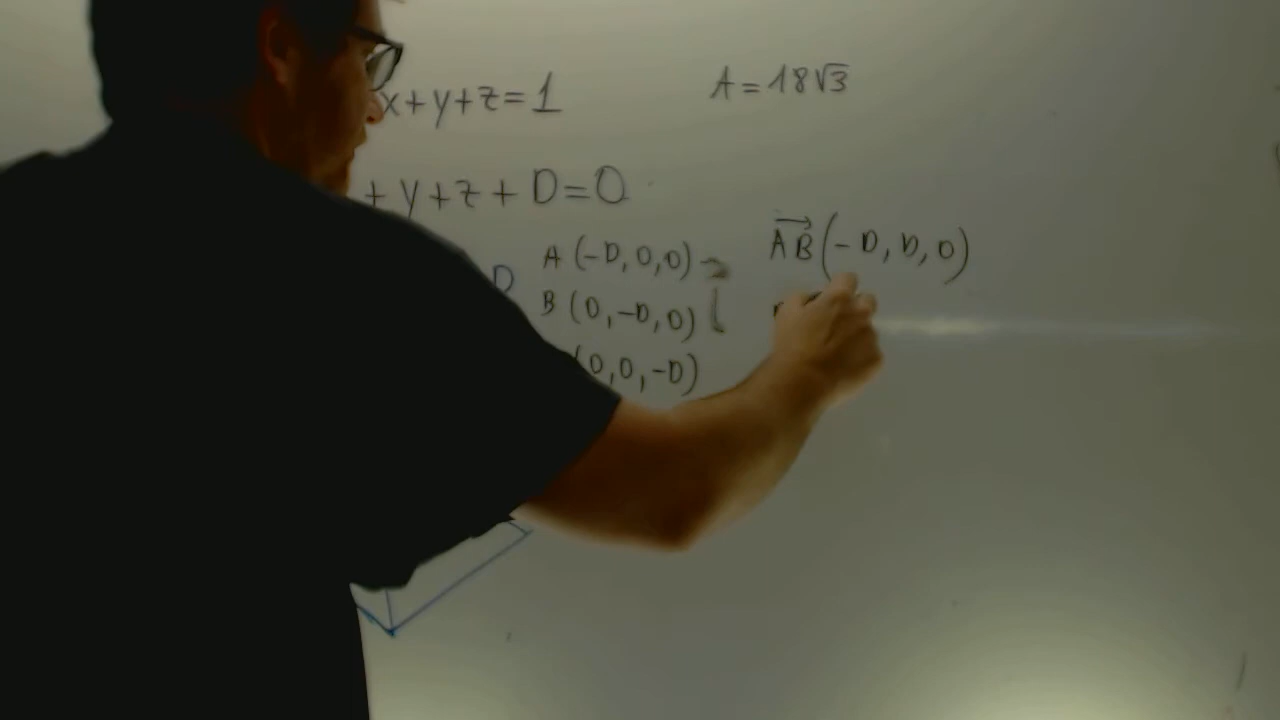 x+y+z=1
A=18√3
+y+z+D=0
AB(-D,D,0)
D
A(-D,0,0)
B(0,-D,0)
(0,0,-D)